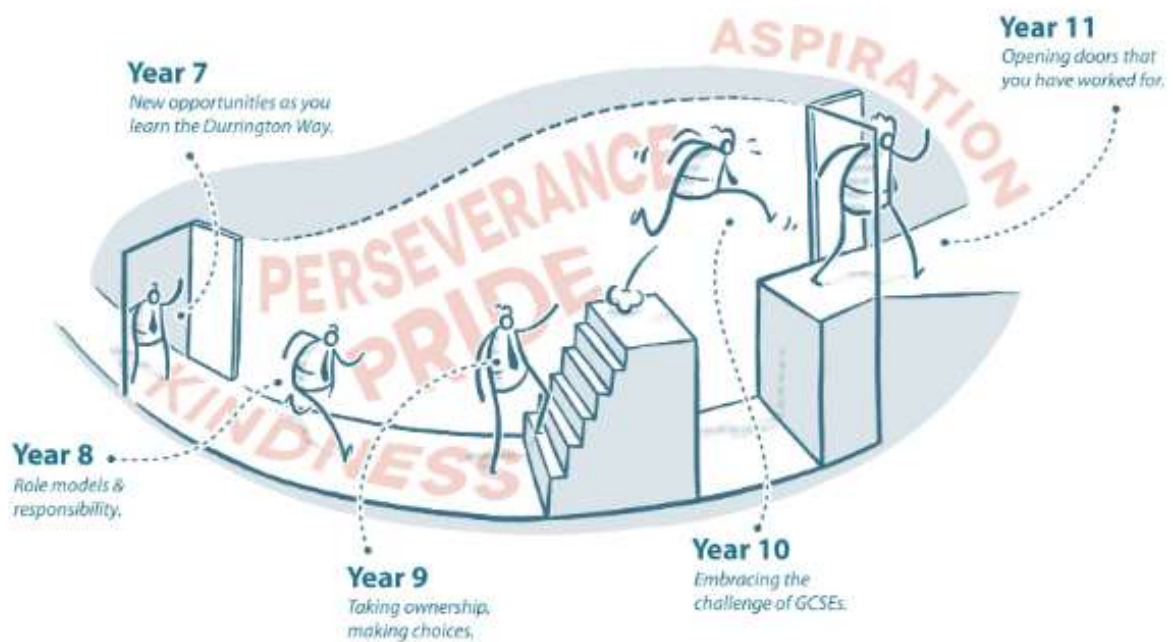 Year 7
New opportunities as you
learn the Durrington Way.
Year 8
Role models &
responsibility.
Year 9
Taking ownership,
making choices.
Year 10
Embracing the
challenge of GCSEs.
Year 11
Opening doors that
you have worked for.
KINDNESS
PERSEVERANCE
PRIDE
ASPIRATION